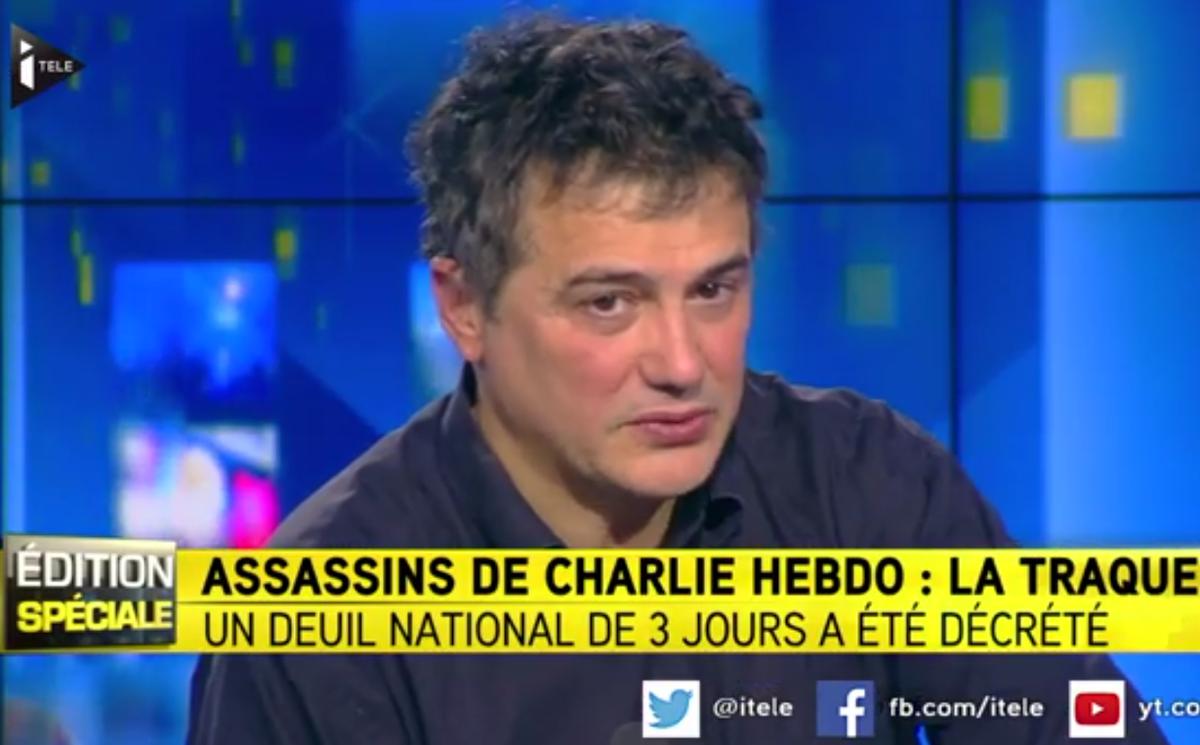 iTELE
ÉDITION
SPÉCIALE
ASSASSINS DE CHARLIE HEBDO : LA TRAQUE
UN DEUIL NATIONAL DE 3 JOURS A ÉTÉ DÉCRÉTÉ
@itele fb.com/itele yt.co